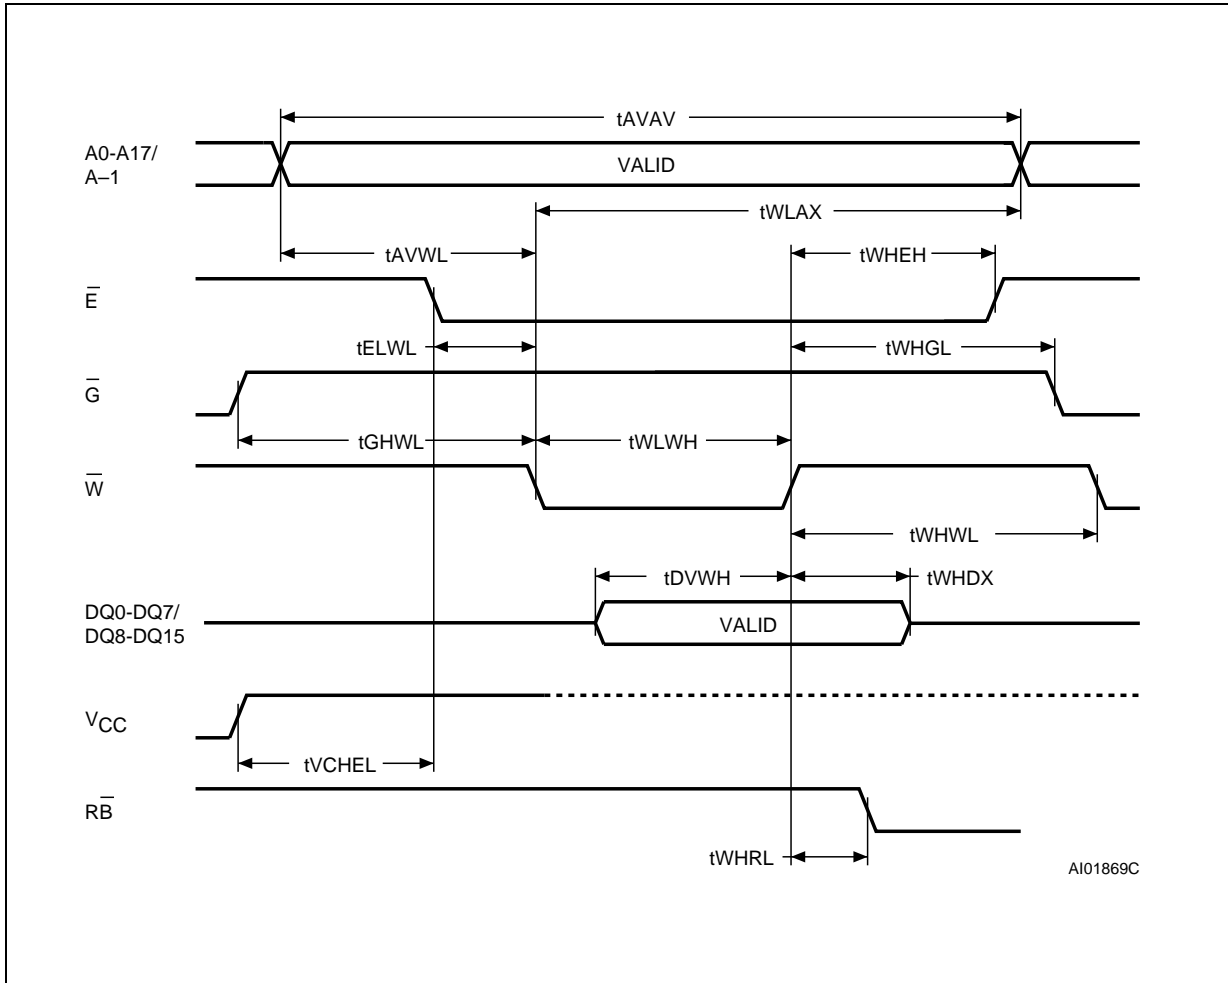 tAVAV
A0-A17/
A–1
VALID
tWLAX
tAVWL
tWHEH
E̅
tELWL
tWHGL
G̅
tGHWL
tWLWH
W̅
tWHWL
tDVWH
tWHDX
DQ0-DQ7/
DQ8-DQ15
VALID
VCC
tVCHEL
RB̅
tWHRL
AI01869C